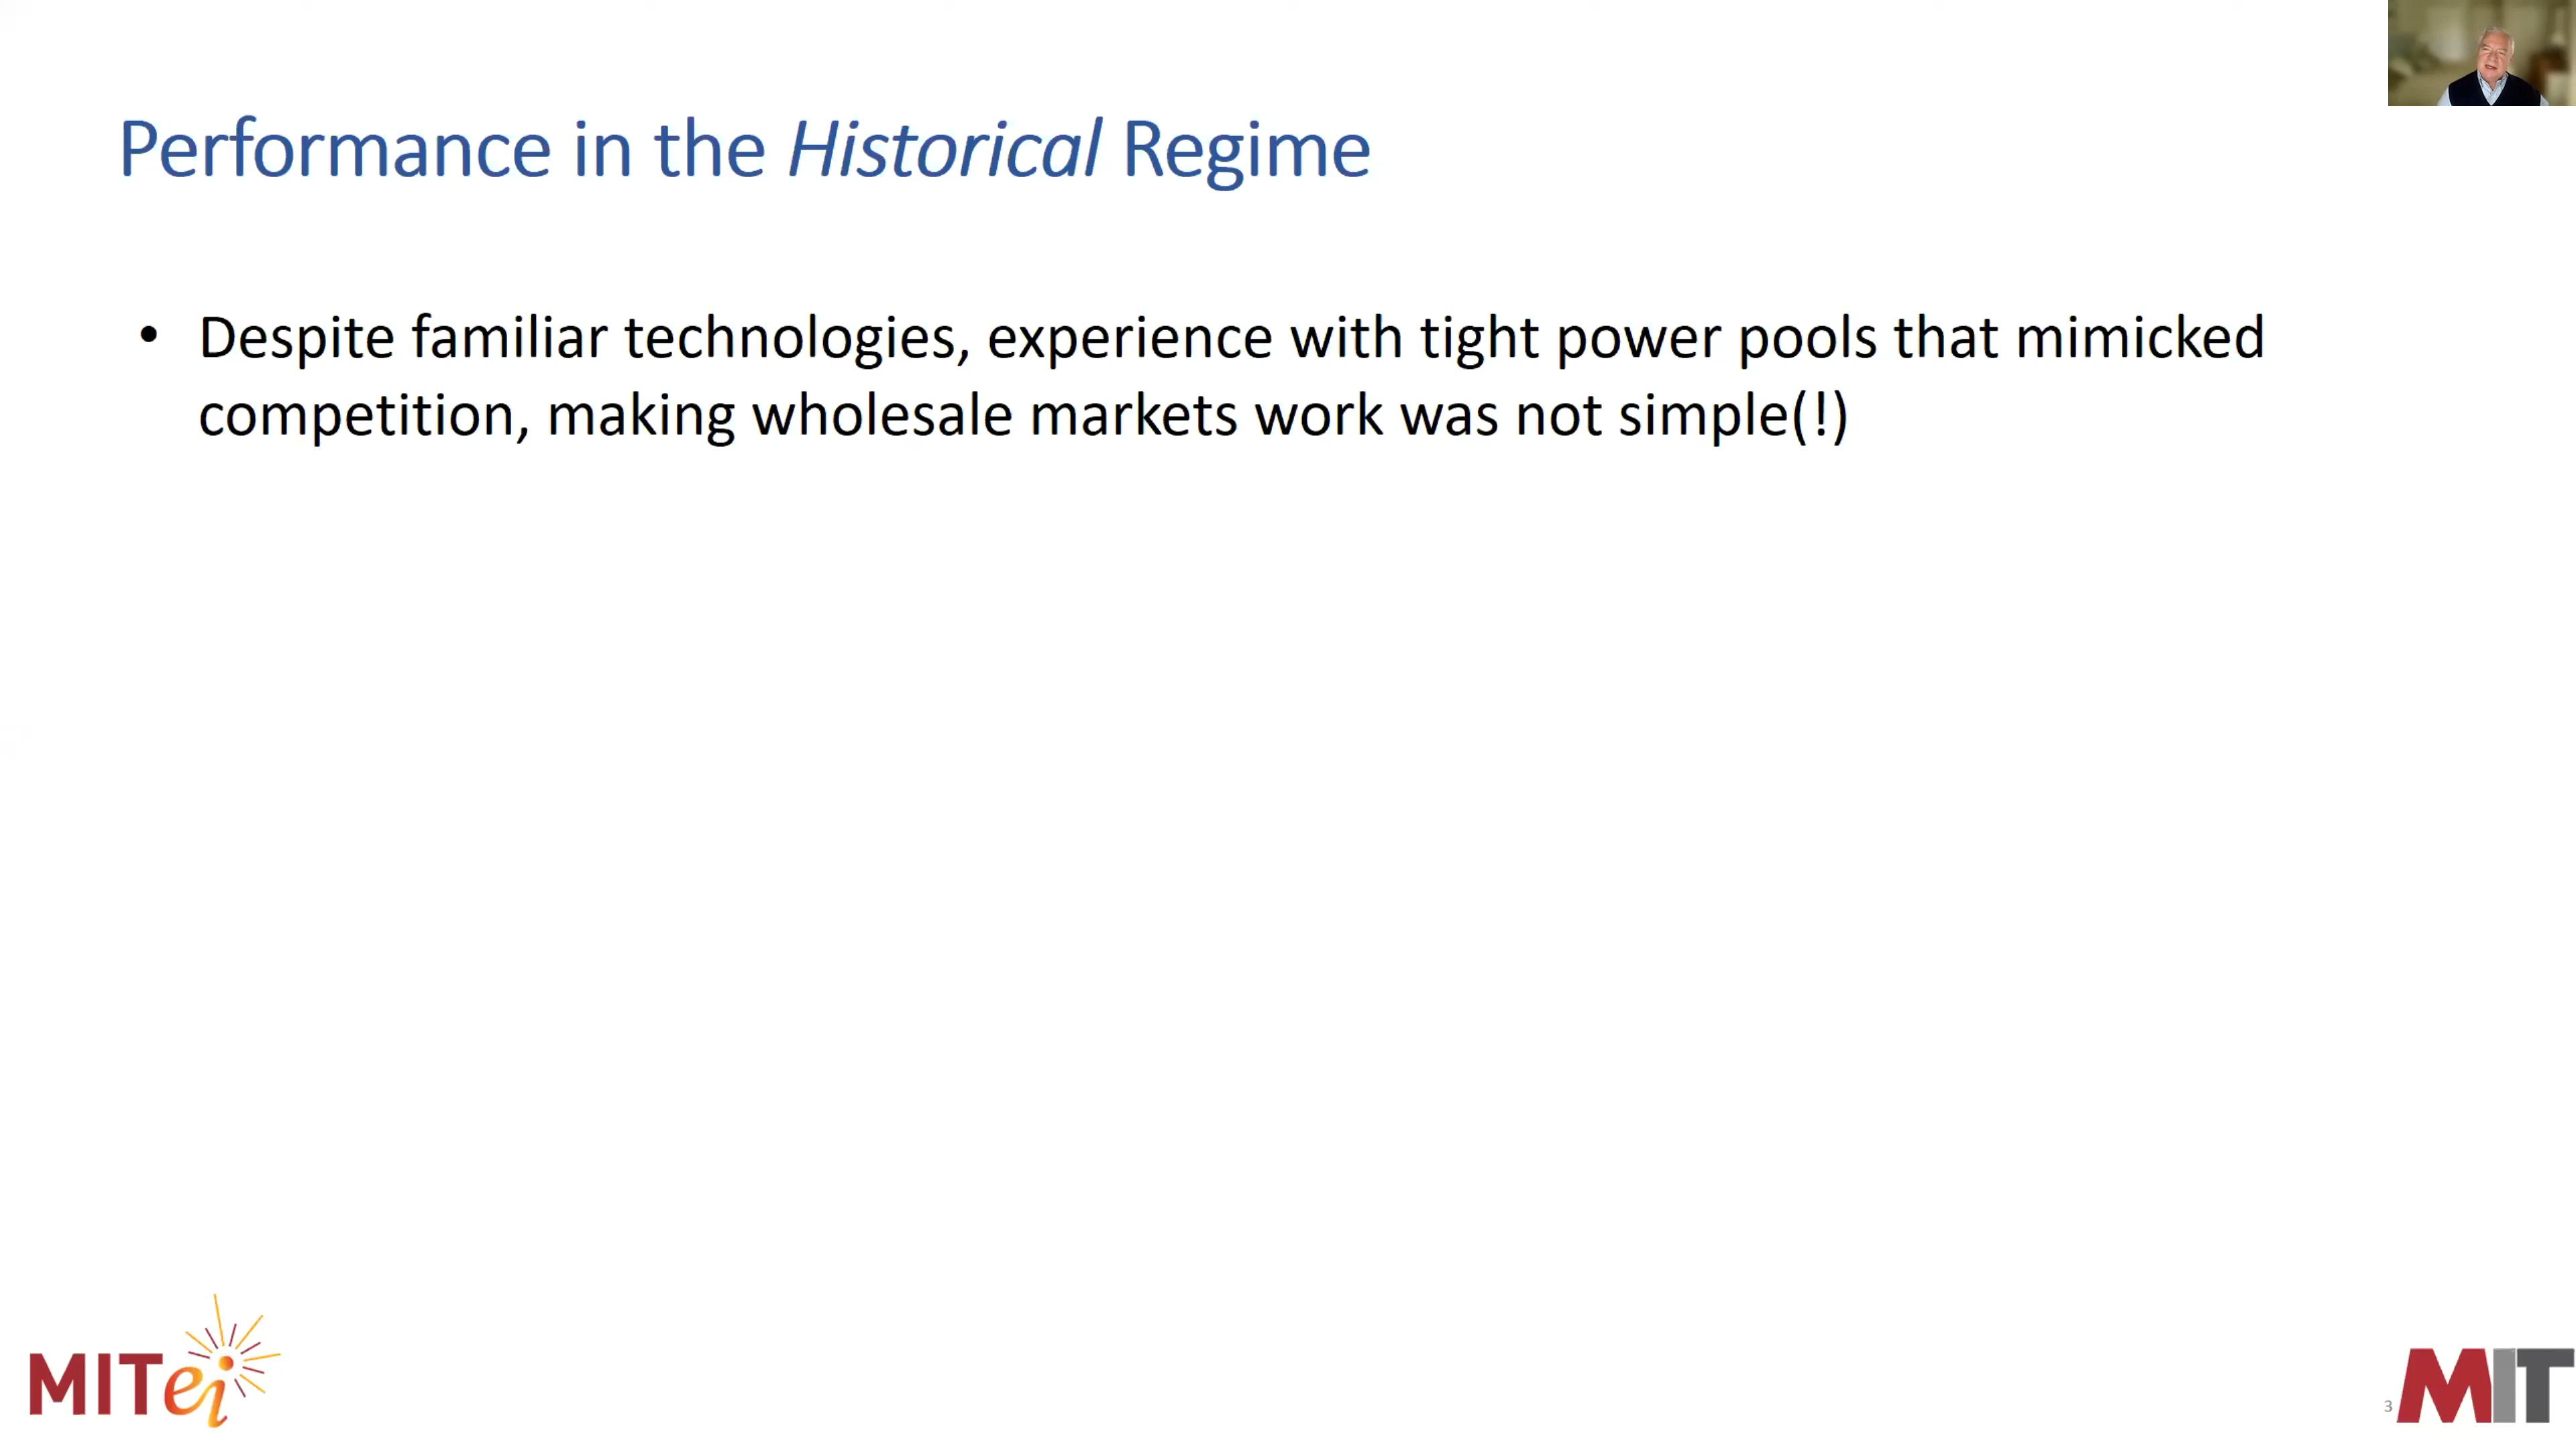 Performance in the Historical Regime
• Despite familiar technologies, experience with tight power pools that mimicked
competition, making wholesale markets work was not simple(!)
MITei
3
MIT